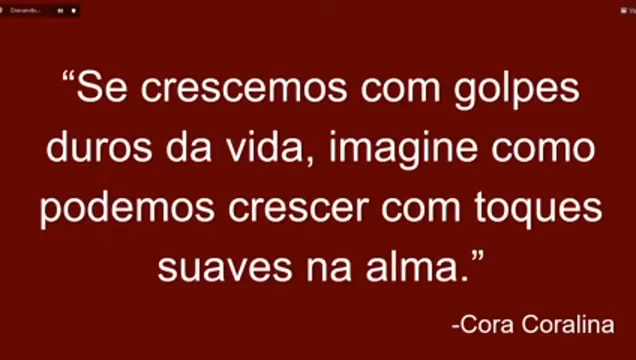 “Se crescemos com golpes
duros da vida, imagine como
podemos crescer com toques
suaves na alma.”
-Cora Coralina